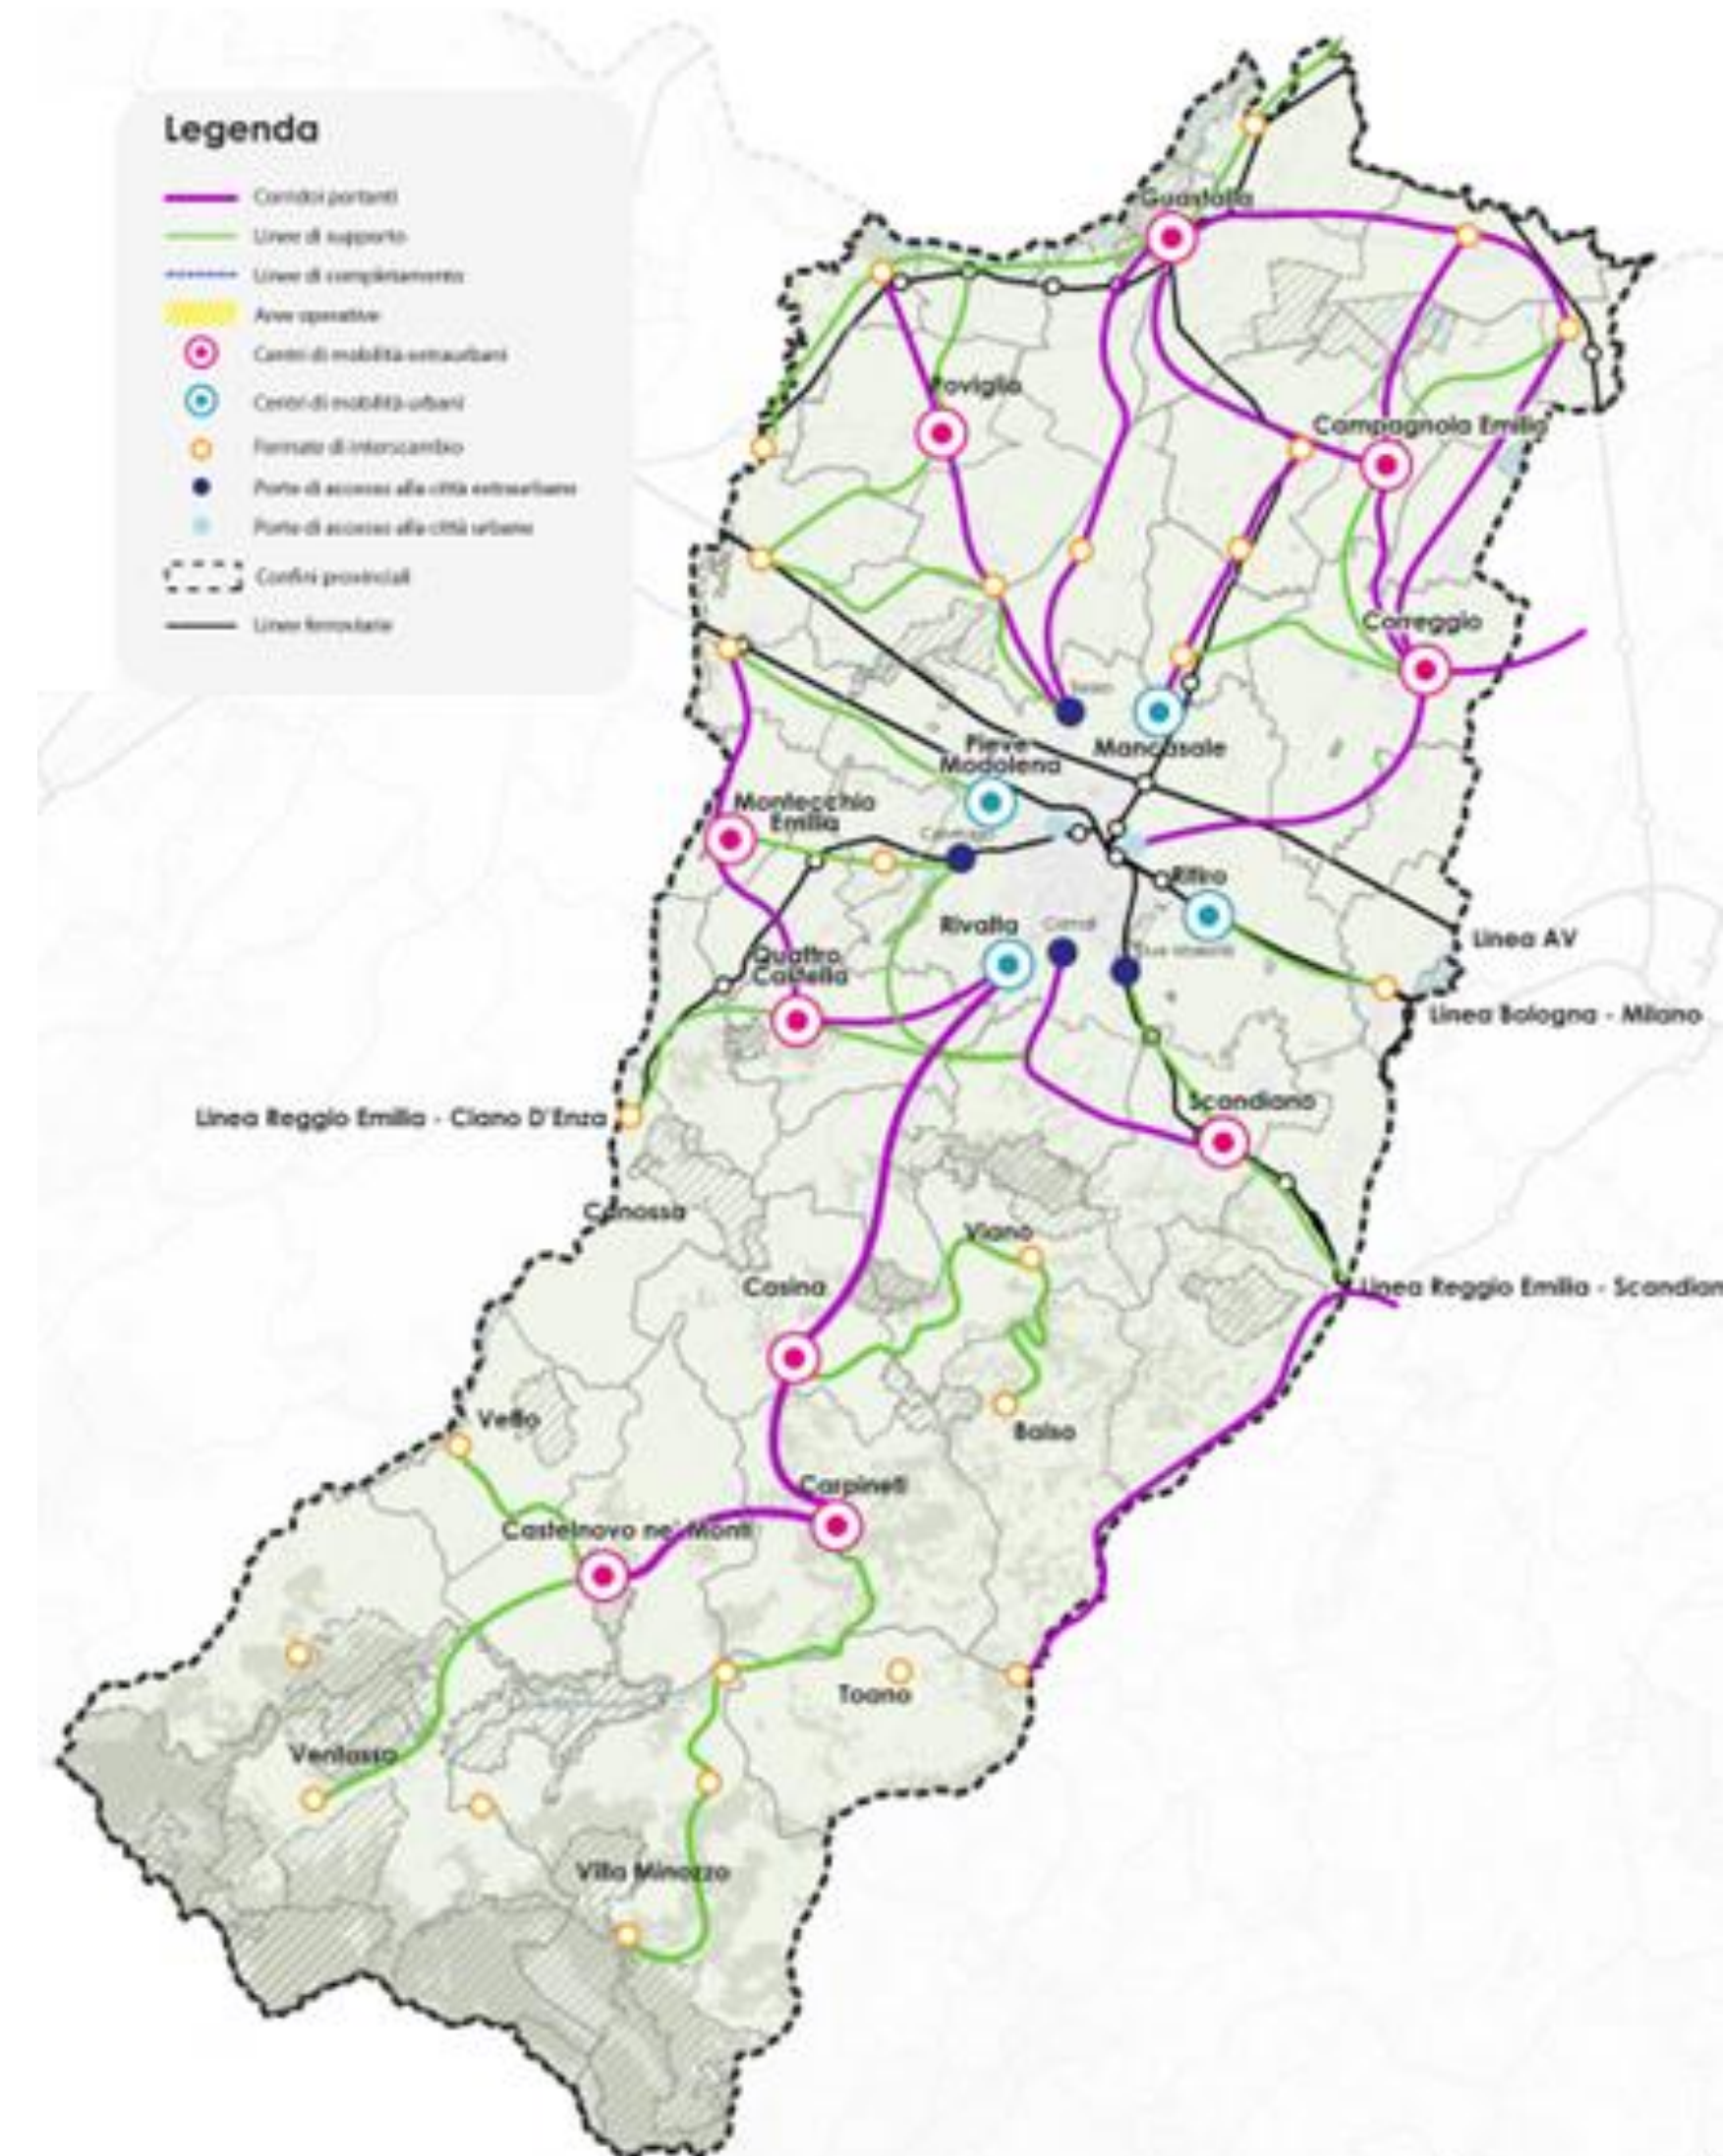 Legenda
Corridoi portanti
Linee di supporto
Linee di completamento
Aree operative
Centri di mobilità extraurbani
Centri di mobilità urbani
Fermate di interscambio
Porte di accesso alla città extraurbane
Porte di accesso alla città urbane
Confini provinciali
Linee ferroviarie
Guastalla
Poviglio
Campagnola Emilia
Correggio
Pieve
Modolena
Mancasale
Montecchio
Emilia
Rivalta
Linea AV
Quattro
Castella
Linea Bologna - Milano
Scandiano
Linea Reggio Emilia - Ciano D'Enza
Canossa
Viano
Casina
Linea Reggio Emilia - Scandian
Vetto
Baiso
Carpineti
Castelnovo ne' Monti
Toano
Ventasso
Villa Minozzo